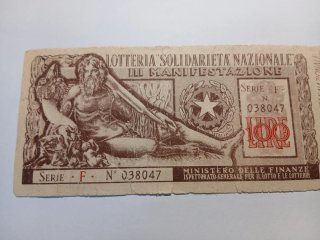 LOTTERIA "SOLIDARIETÀ NAZIONALE"
III MANIFESTAZIONE
SERIE · F ·
038047
LIRE
100
LIRE
MINISTERO DELLE FINANZE
ISPETTORATO GENERALE PER IL LOTTO E LE LOTTERIE
SERIE · F · N° 038047